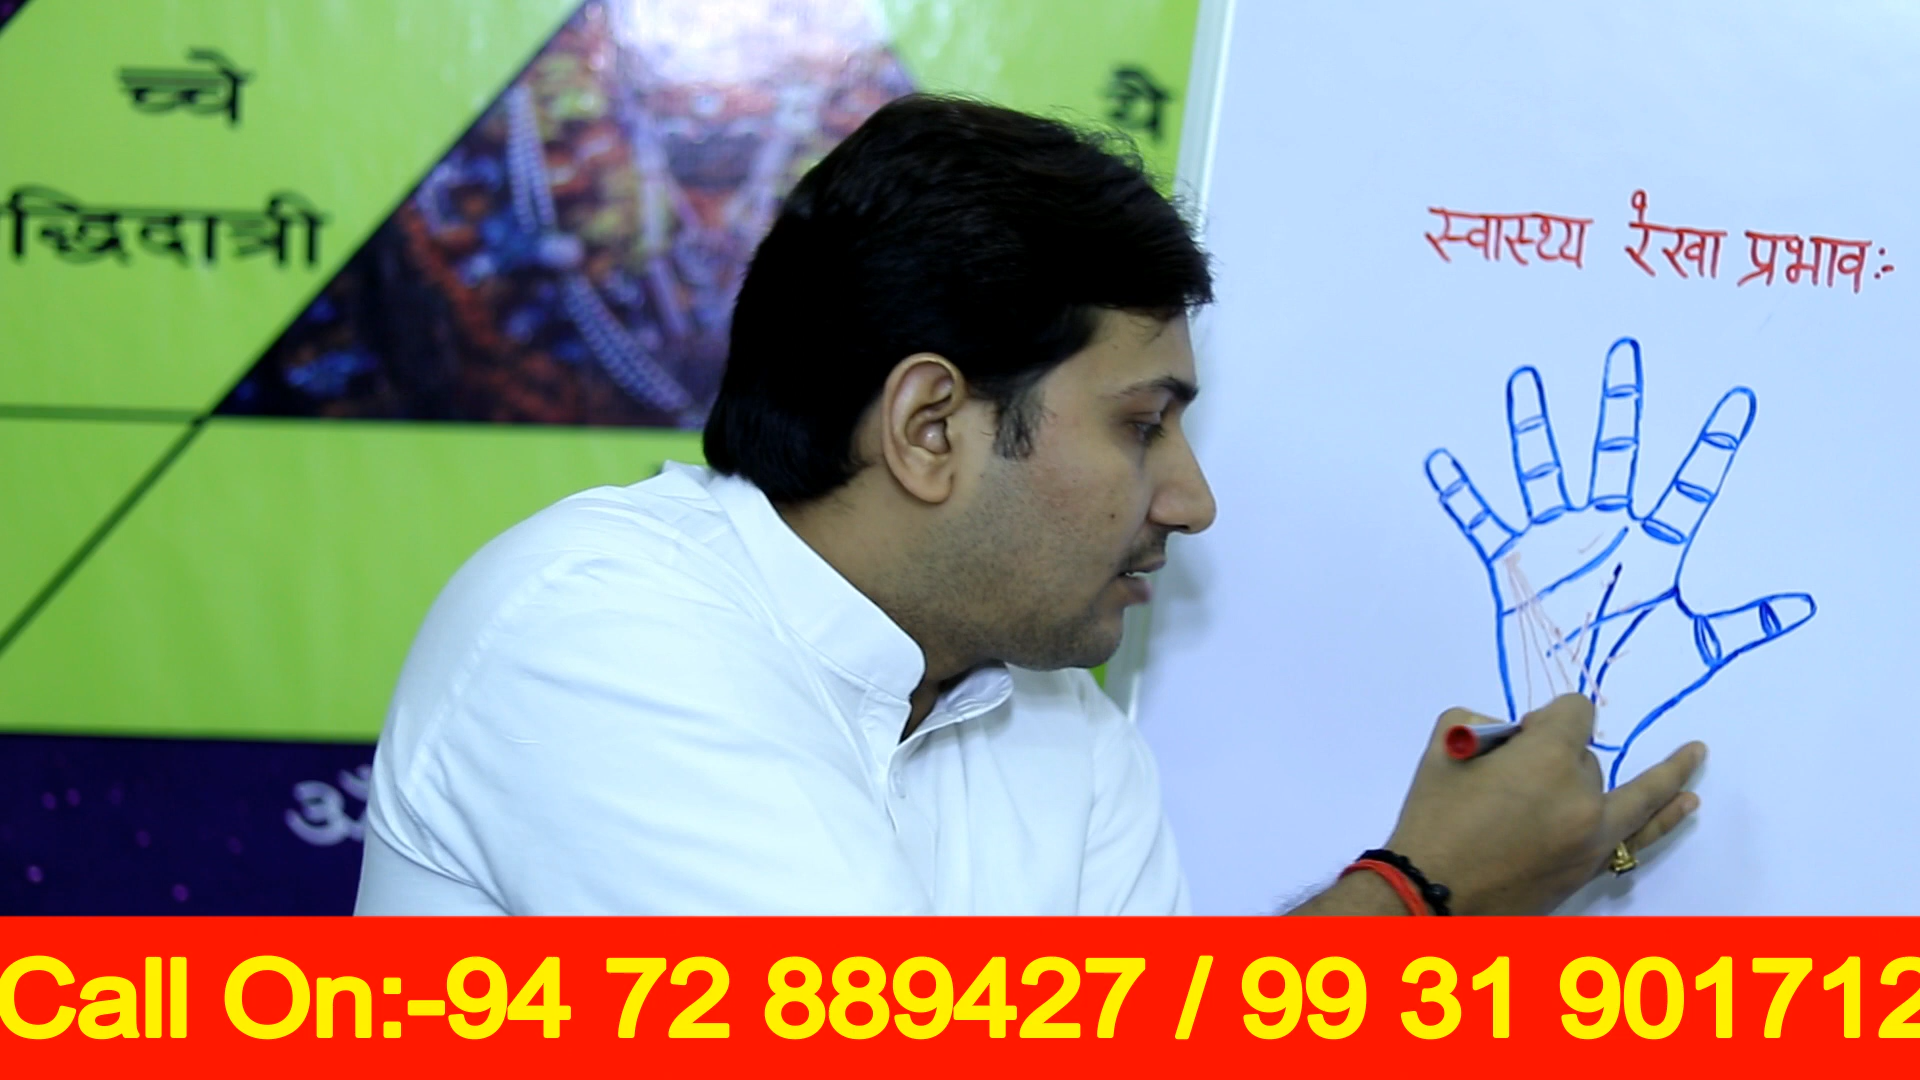 च्चे
यै
द्धिदात्री
स्वास्थ्य रेखा प्रभाव:-
Call On:-94 72 889427 / 99 31 901712